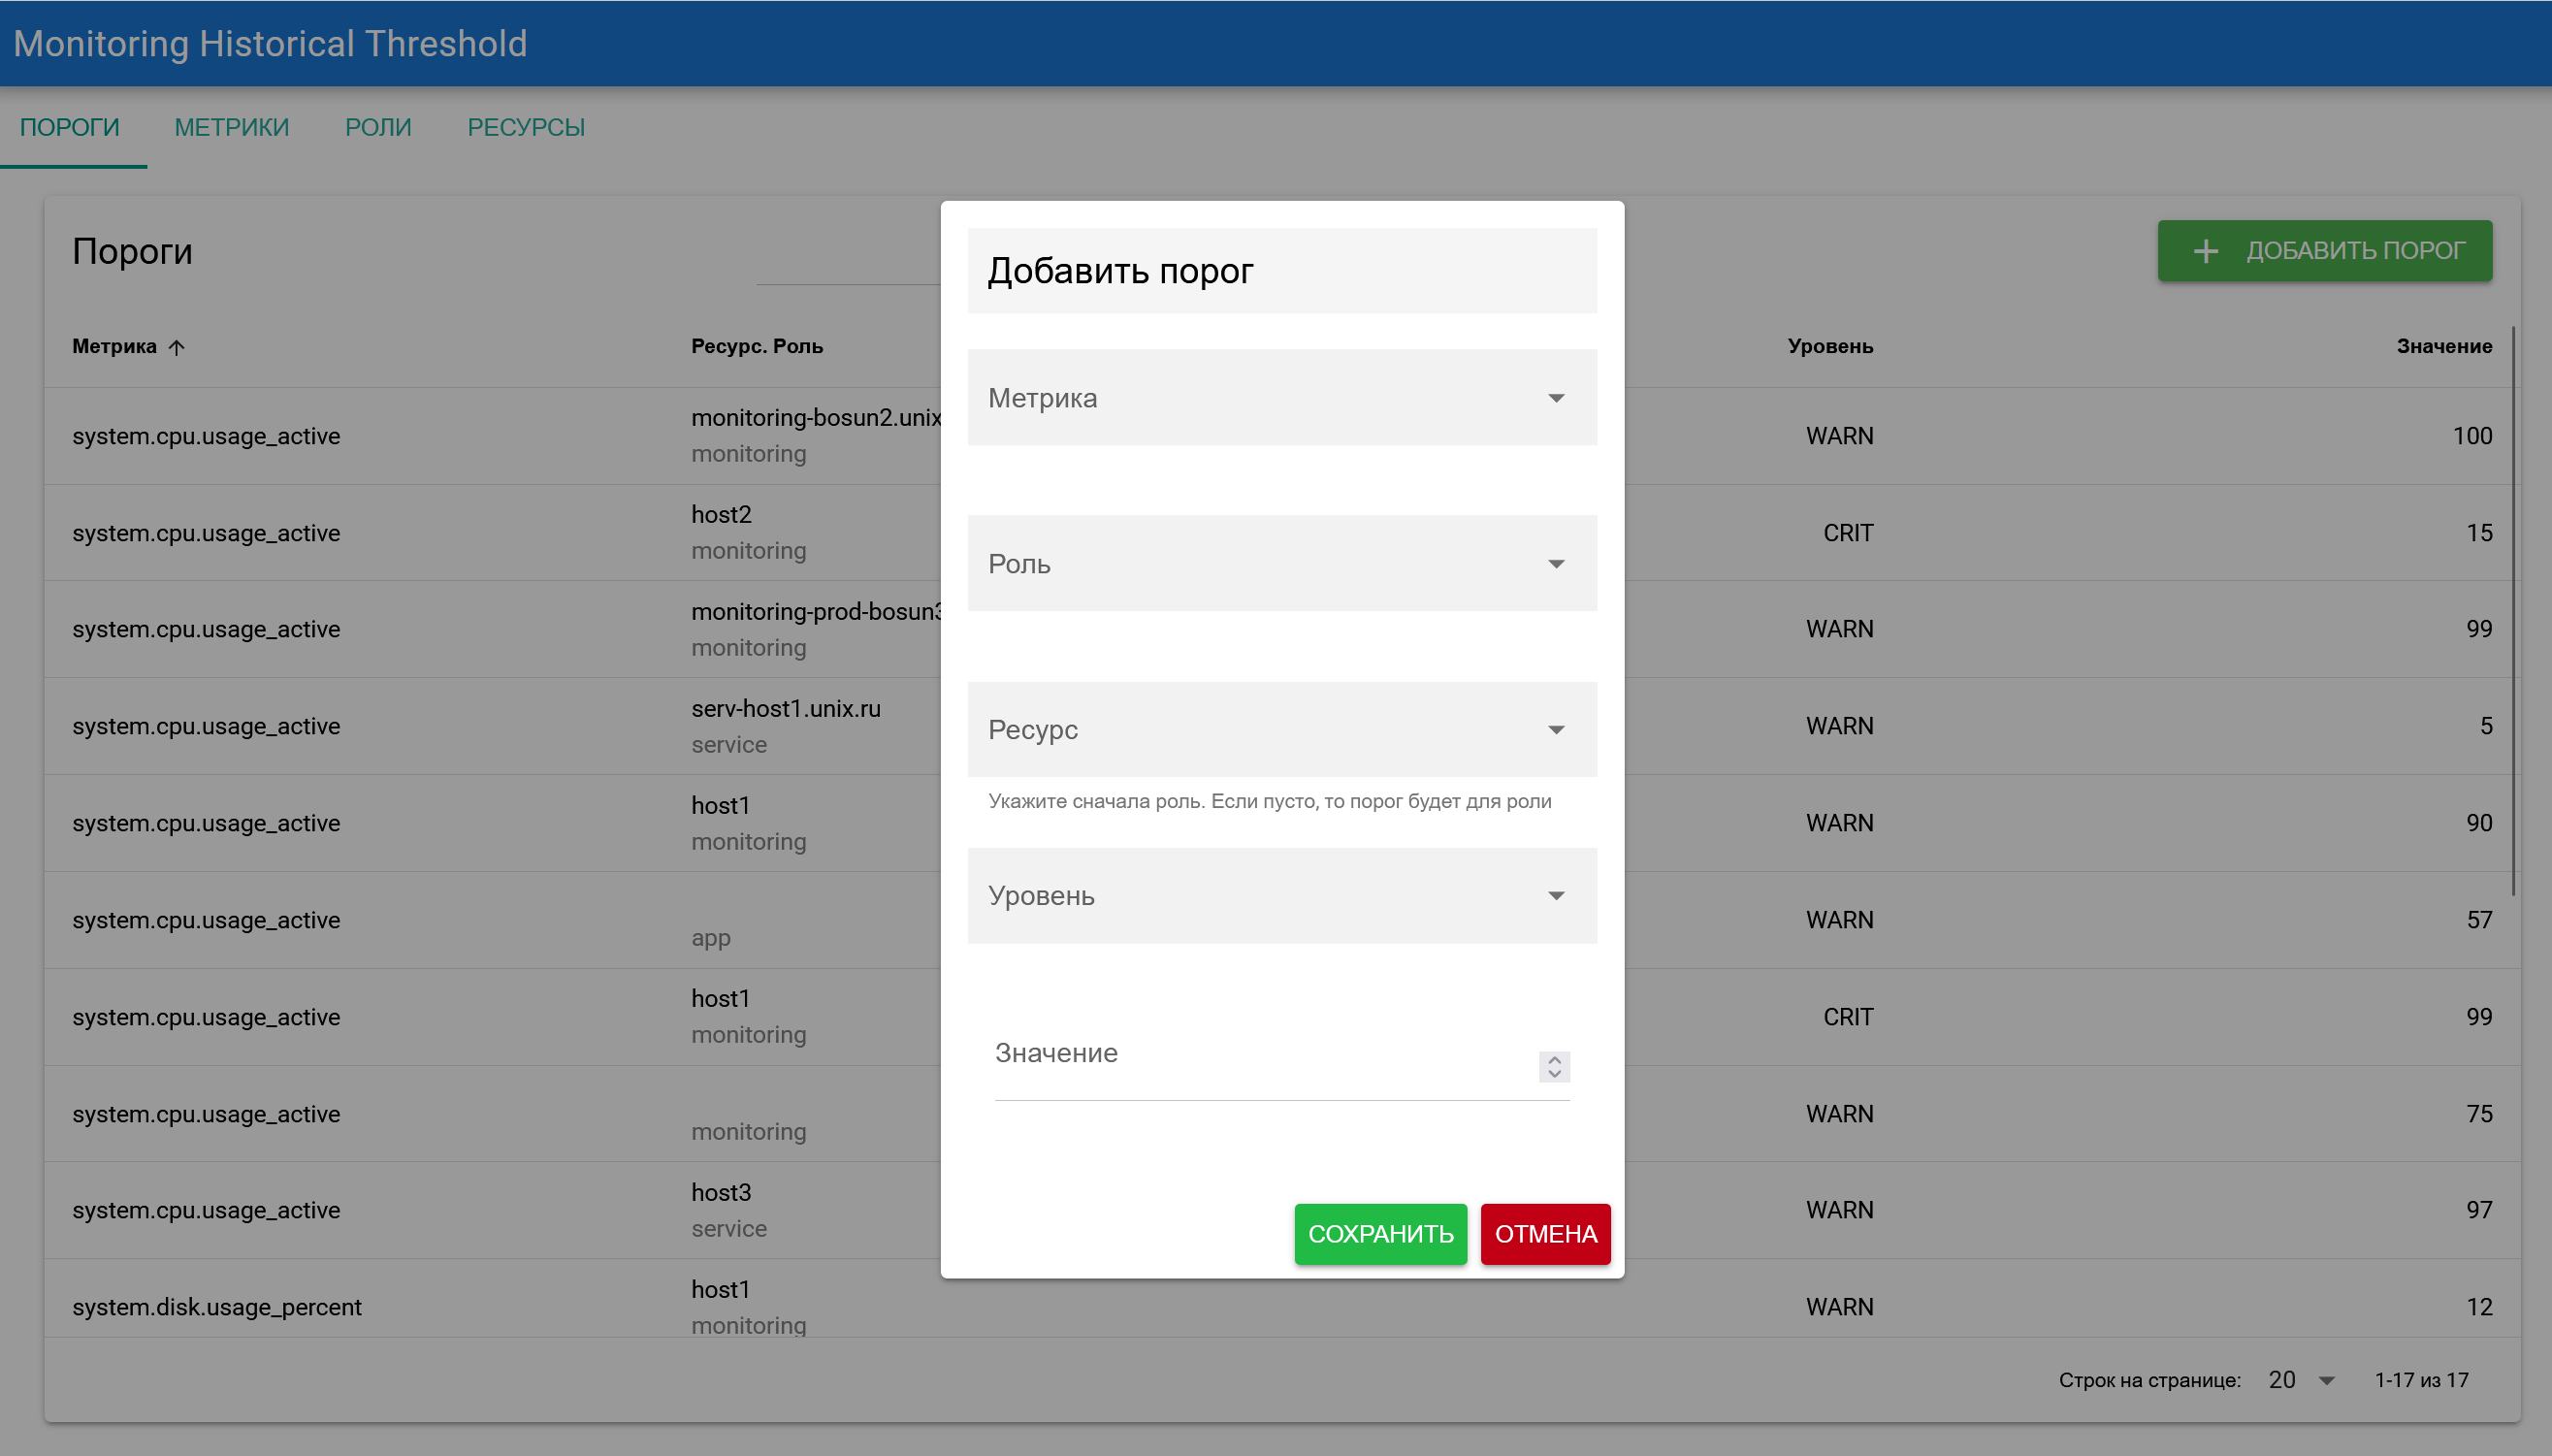 Monitoring Historical Threshold
ПОРОГИ МЕТРИКИ РОЛИ РЕСУРСЫ
Пороги
ДОБАВИТЬ ПОРОГ
Метрика Ресурс. Роль Уровень Значение
system.cpu.usage_active monitoring-bosun2.unix WARN 100
monitoring
system.cpu.usage_active host2 CRIT 15
monitoring
system.cpu.usage_active monitoring-prod-bosun3 WARN 99
monitoring
system.cpu.usage_active serv-host1.unix.ru WARN 5
service
system.cpu.usage_active host1 WARN 90
monitoring
system.cpu.usage_active WARN 57
app
system.cpu.usage_active host1 CRIT 99
monitoring
system.cpu.usage_active WARN 75
monitoring
system.cpu.usage_active host3 WARN 97
service
system.disk.usage_percent host1 WARN 12
monitoring
Строк на странице: 20 1-17 из 17
Добавить порог
Метрика
Роль
Ресурс
Укажите сначала роль. Если пусто, то порог будет для роли
Уровень
Значение
СОХРАНИТЬ ОТМЕНА